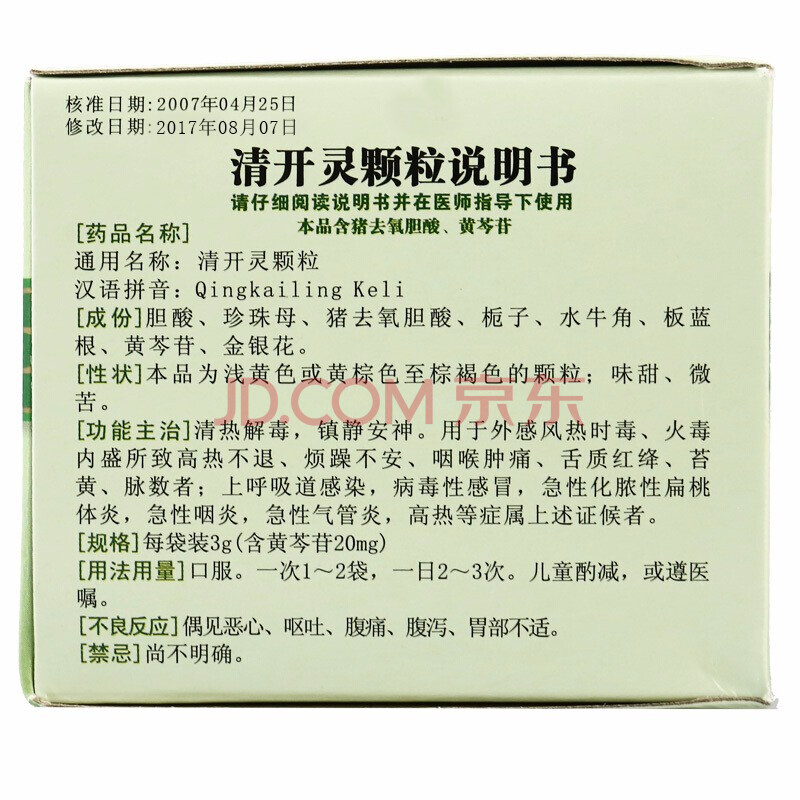 核准日期:2007年04月25日
修改日期:2017年08月07日
清开灵颗粒说明书
请仔细阅读说明书并在医师指导下使用
本品含猪去氧胆酸、黄芩苷
[药品名称]
通用名称：清开灵颗粒
汉语拼音：Qingkailing Keli
[成份]胆酸、珍珠母、猪去氧胆酸、栀子、水牛角、板蓝
根、黄芩苷、金银花。
[性状]本品为浅黄色或黄棕色至棕褐色的颗粒；味甜、微
苦。
JD.COM 京东
[功能主治]清热解毒，镇静安神。用于外感风热时毒、火毒
内盛所致高热不退、烦躁不安、咽喉肿痛、舌质红绛、苔
黄、脉数者；上呼吸道感染，病毒性感冒，急性化脓性扁桃
体炎，急性咽炎，急性气管炎，高热等症属上述证候者。
[规格]每袋装3g(含黄芩苷20mg)
[用法用量]口服。一次1～2袋，一日2～3次。儿童酌减，或遵医
嘱。
[不良反应]偶见恶心、呕吐、腹痛、腹泻、胃部不适。
[禁忌]尚不明确。